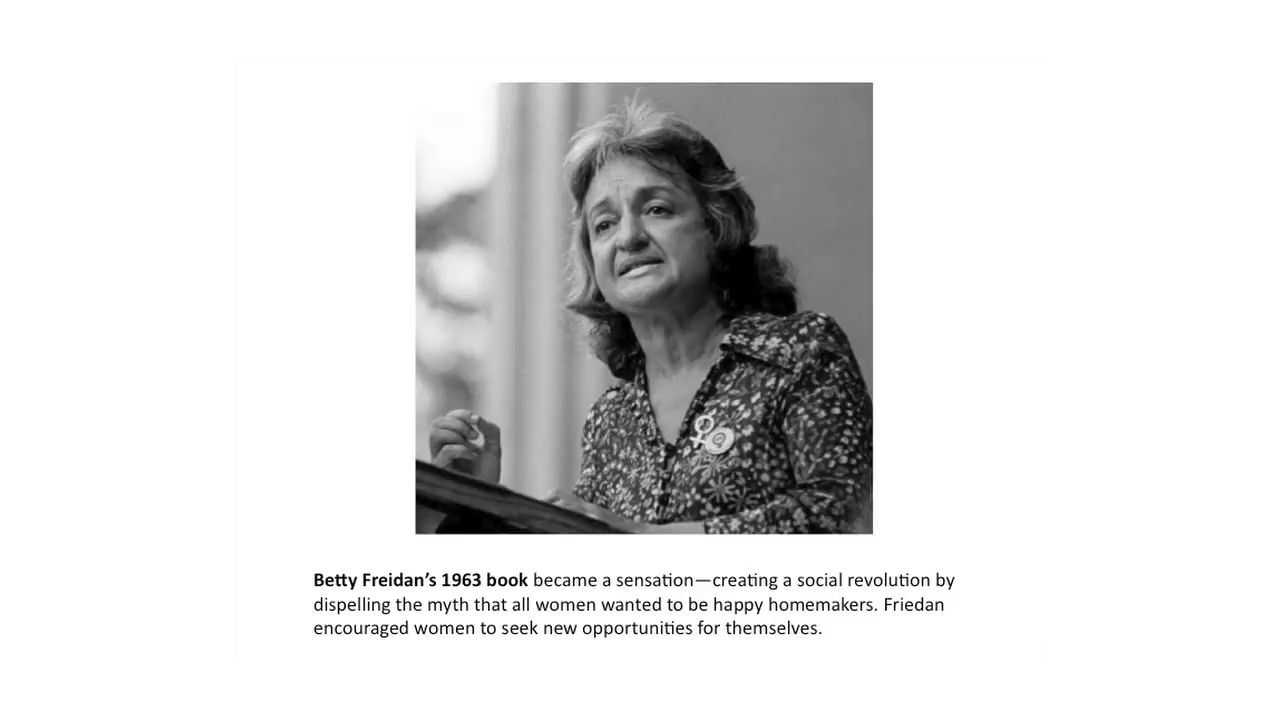 Betty Freidan’s 1963 book became a sensation—creating a social revolution by
dispelling the myth that all women wanted to be happy homemakers. Friedan
encouraged women to seek new opportunities for themselves.